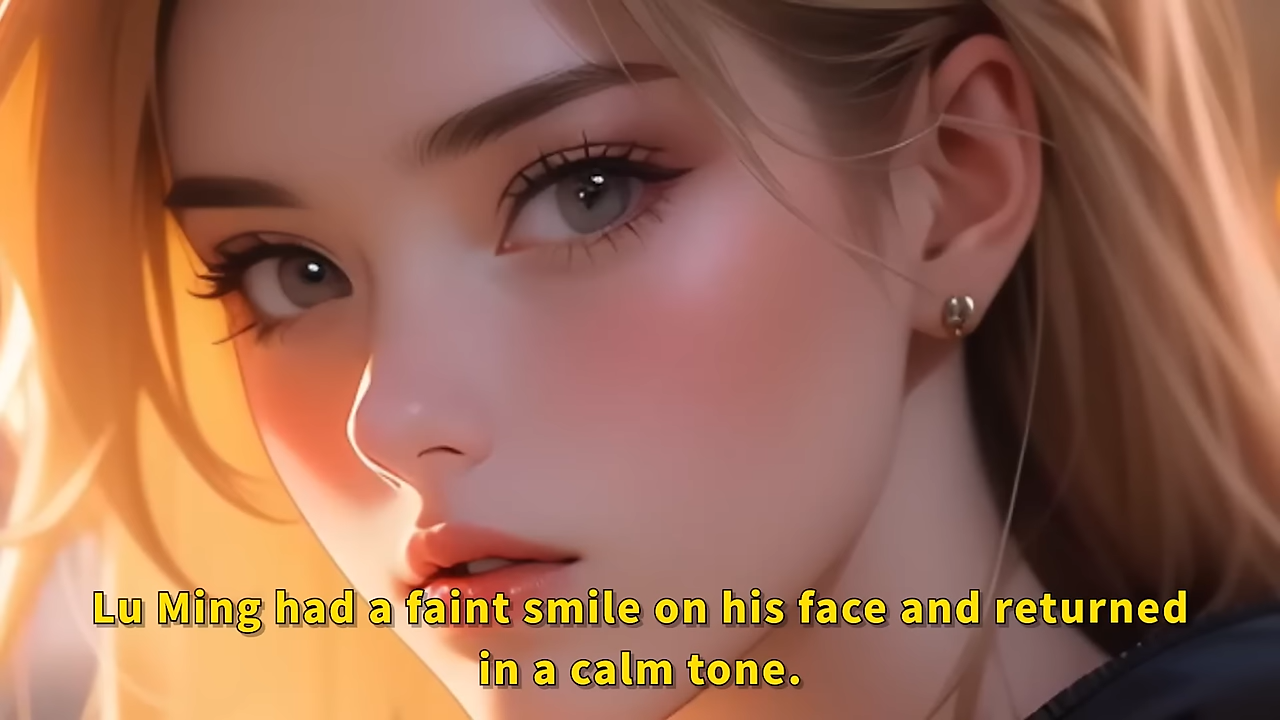 Lu Ming had a faint smile on his face and returned
in a calm tone.